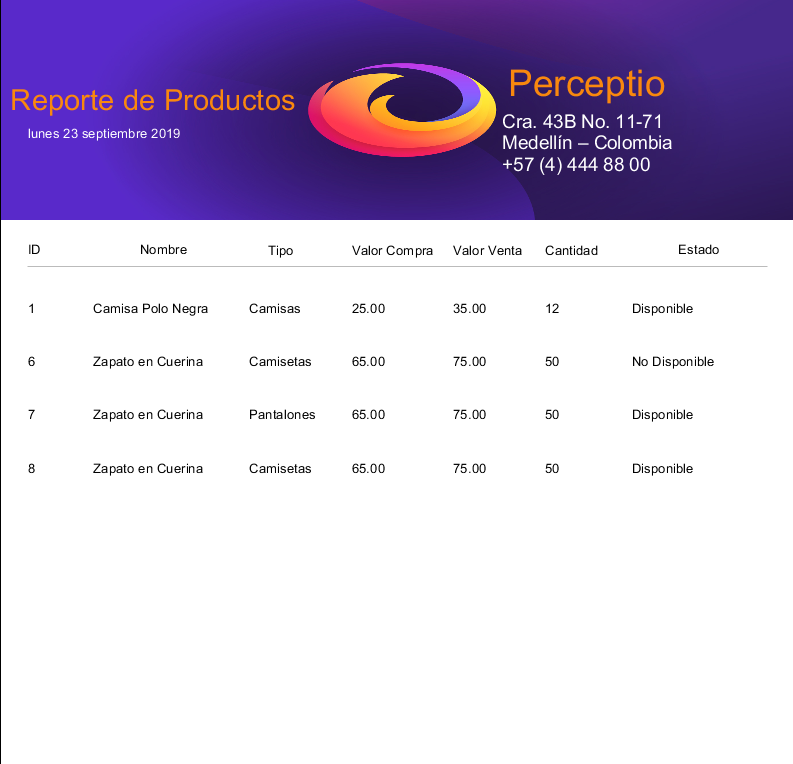 Reporte de Productos
lunes 23 septiembre 2019
Perceptio
Cra. 43B No. 11-71
Medellín – Colombia
+57 (4) 444 88 00
ID Nombre Tipo Valor Compra Valor Venta Cantidad Estado
1 Camisa Polo Negra Camisas 25.00 35.00 12 Disponible
6 Zapato en Cuerina Camisetas 65.00 75.00 50 No Disponible
7 Zapato en Cuerina Pantalones 65.00 75.00 50 Disponible
8 Zapato en Cuerina Camisetas 65.00 75.00 50 Disponible